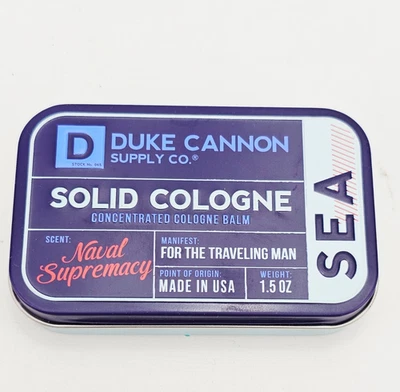 D
DUKE CANNON
SUPPLY CO.®
SOLID COLOGNE
CONCENTRATED COLOGNE BALM
SCENT:
Naval
Supremacy
MANIFEST:
FOR THE TRAVELING MAN
POINT OF ORIGIN:
MADE IN USA
WEIGHT:
1.5 OZ
SEA